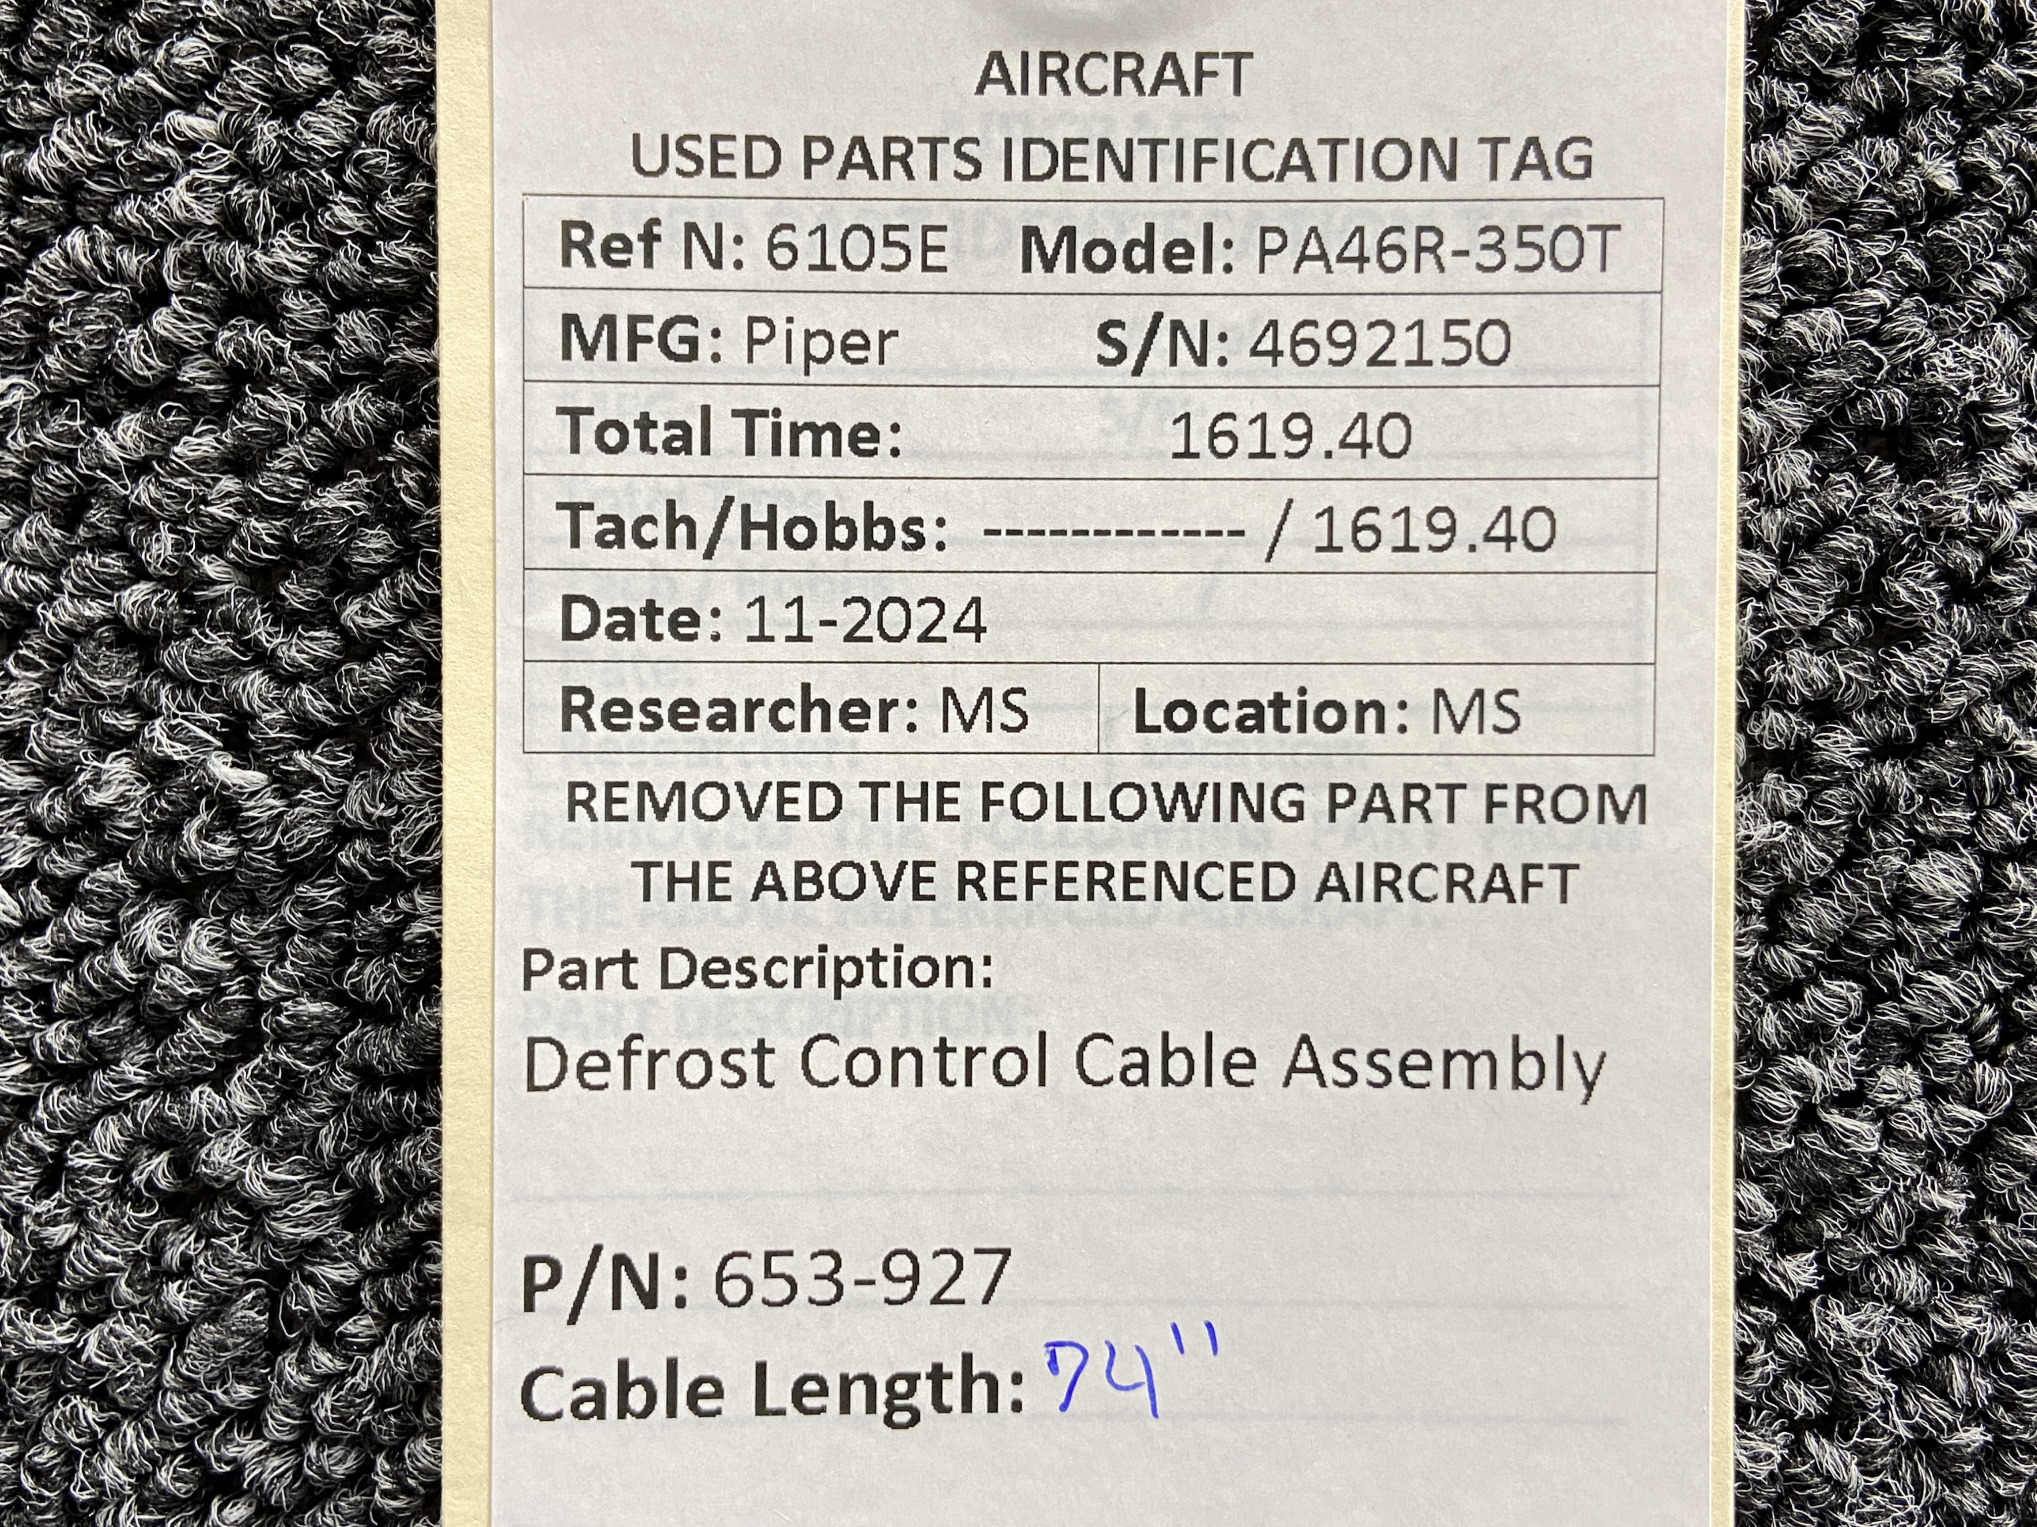 AIRCRAFT
USED PARTS IDENTIFICATION TAG
Ref N: 6105E Model: PA46R-350T
MFG: Piper S/N: 4692150
Total Time: 1619.40
Tach/Hobbs: ------------ / 1619.40
Date: 11-2024
Researcher: MS Location: MS
REMOVED THE FOLLOWING PART FROM
THE ABOVE REFERENCED AIRCRAFT
Part Description:
Defrost Control Cable Assembly
P/N: 653-927
Cable Length: 74"